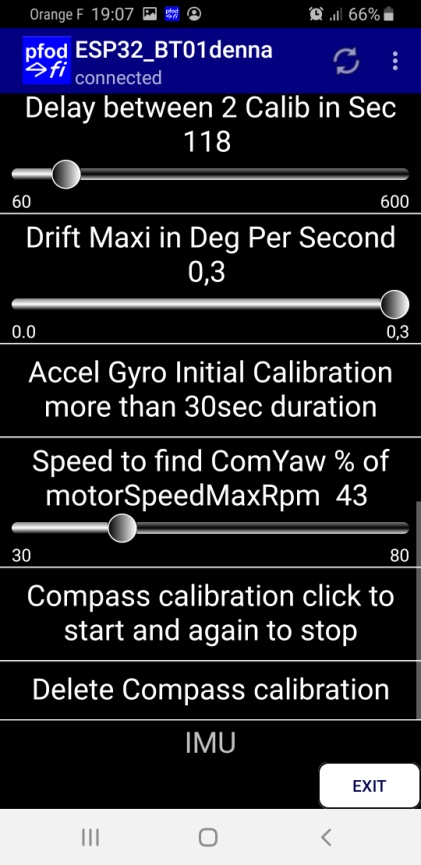 Orange F 19:07 66%
pfod ESP32_BT01denna
fi connected
Delay between 2 Calib in Sec
118
60 600
Drift Maxi in Deg Per Second
0,3
0.0 0,3
Accel Gyro Initial Calibration
more than 30sec duration
Speed to find ComYaw % of
motorSpeedMaxRpm 43
30 80
Compass calibration click to
start and again to stop
Delete Compass calibration
IMU
EXIT